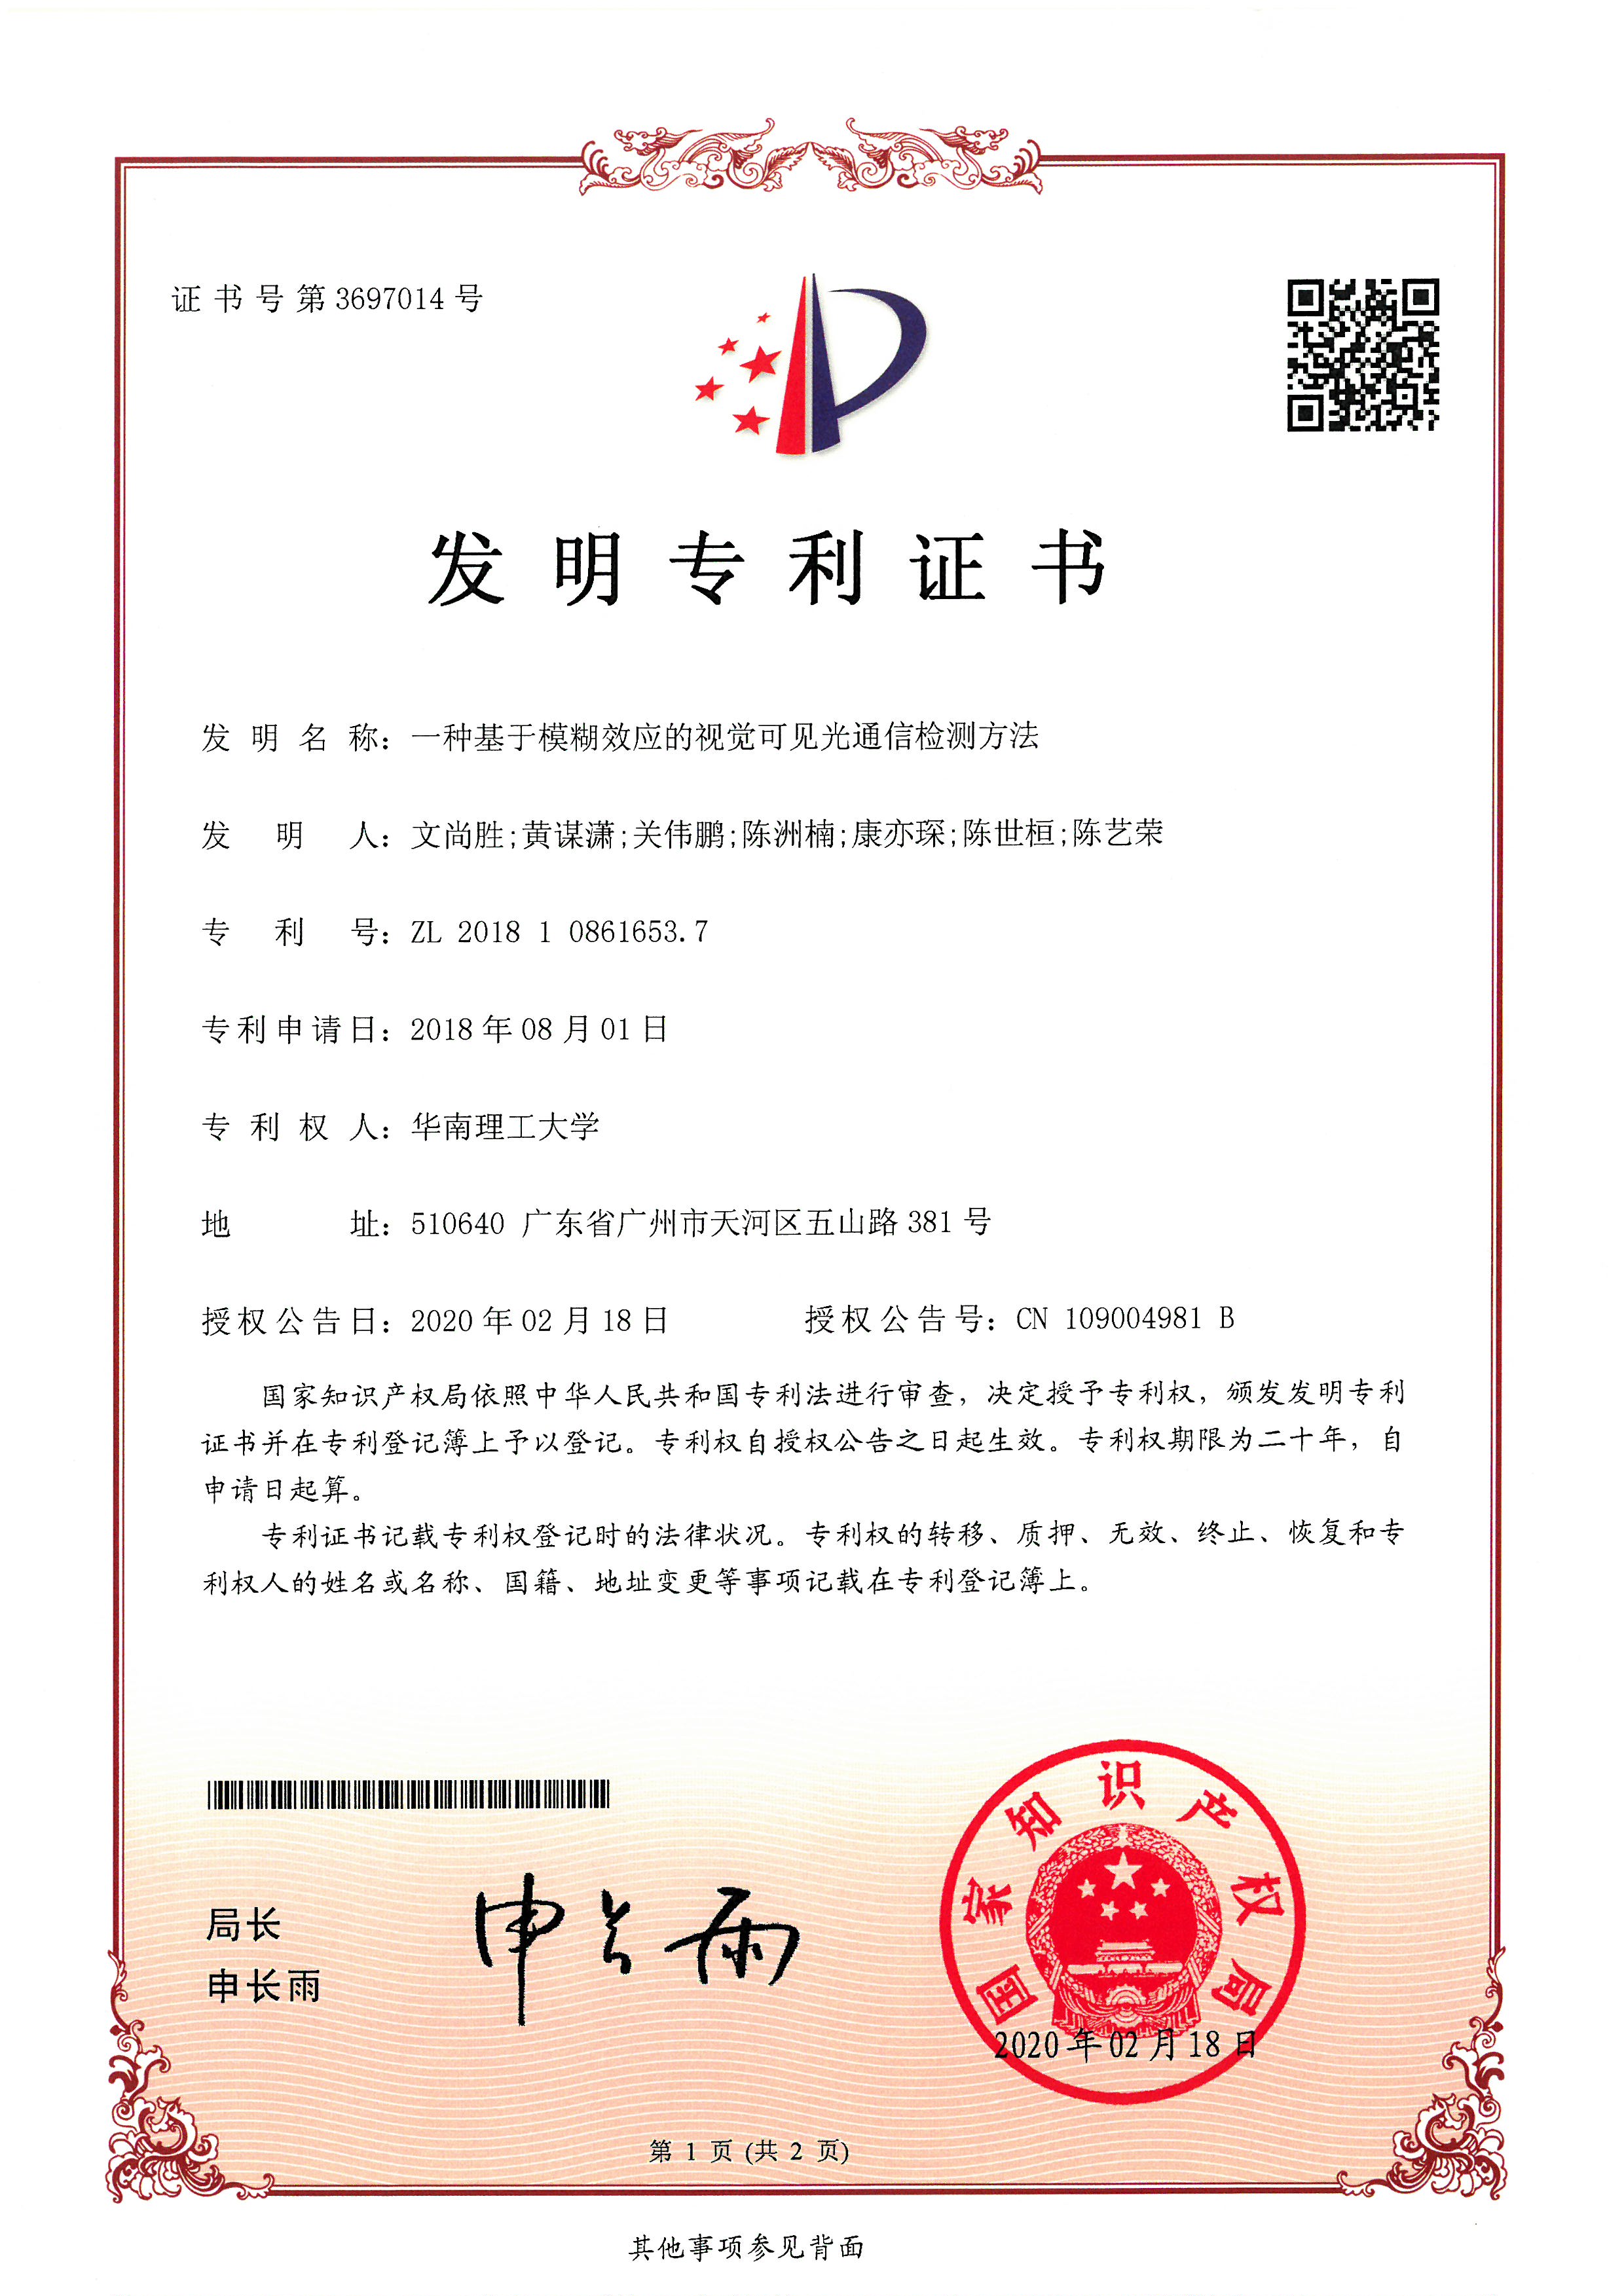 证书号第3697014号
发明专利证书
发明名称：一种基于模糊效应的视觉可见光通信检测方法
发明人：文尚胜;黄谋潇;关伟鹏;陈洲楠;康亦琛;陈世桓;陈艺荣
专利号：ZL 2018 1 0861653.7
专利申请日：2018年08月01日
专利权人：华南理工大学
地址：510640 广东省广州市天河区五山路381号
授权公告日：2020年02月18日 授权公告号：CN 109004981 B
国家知识产权局依照中华人民共和国专利法进行审查，决定授予专利权，颁发发明专利
证书并在专利登记簿上予以登记。专利权自授权公告之日起生效。专利权期限为二十年，自
申请日起算。
专利证书记载专利权登记时的法律状况。专利权的转移、质押、无效、终止、恢复和专
利权人的姓名或名称、国籍、地址变更等事项记载在专利登记簿上。
局长
申长雨
申长雨
国家知识产权局
2020年02月18日
第 1 页 (共 2 页)
其他事项参见背面